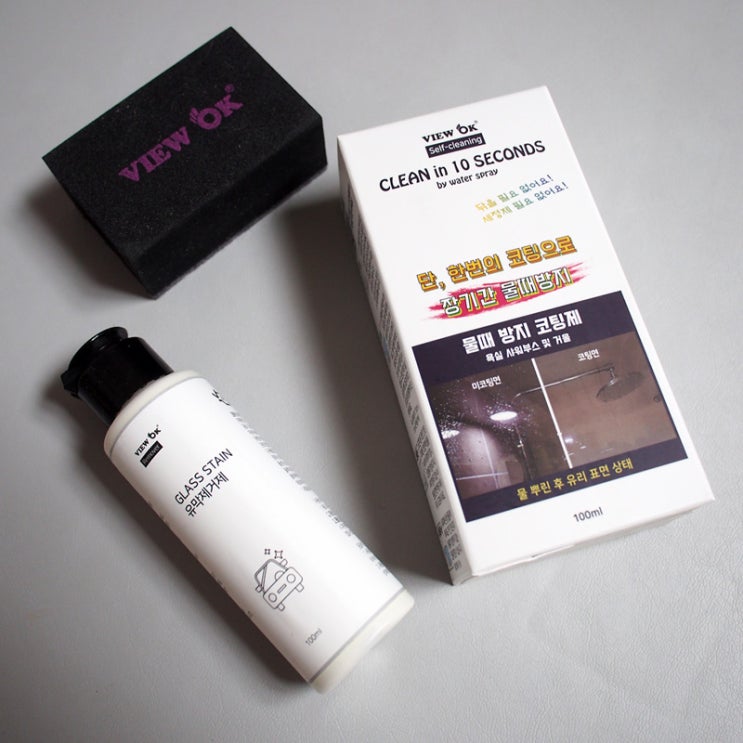 VIEW OK®
VIEW OK®
Self-cleaning
CLEAN in 10 SECONDS
by water spray
닦을 필요 없어요!
세정제 필요 없어요!
단, 한번의 코팅으로
장기간 물때방지
물때 방지 코팅제
욕실 샤워부스 및 거울
미코팅면
코팅면
물 뿌린 후 유리 표면 상태
100ml
VIEW OK®
GLASS STAIN
유막제거제
100ml